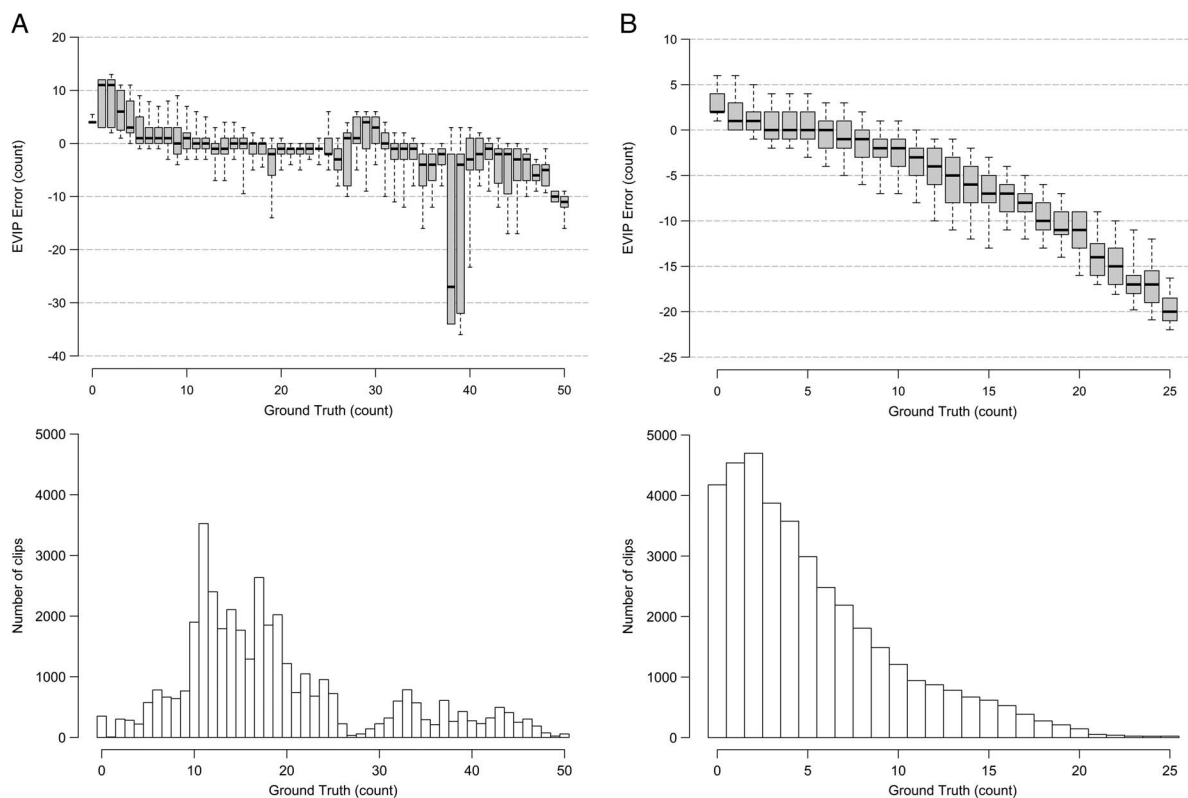 A
20
10
0
-10
-20
-30
-40
EVIP Error (count)
0 10 20 30 40 50
Ground Truth (count)
B
10
5
0
-5
-10
-15
-20
-25
EVIP Error (count)
0 5 10 15 20 25
Ground Truth (count)
5000
4000
3000
2000
1000
0
Number of clips
0 10 20 30 40 50
Ground Truth (count)
5000
4000
3000
2000
1000
0
Number of clips
0 5 10 15 20 25
Ground Truth (count)